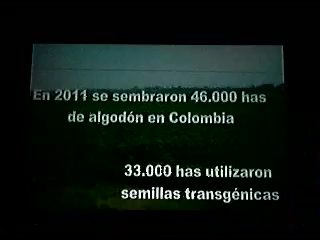 En 2011 se sembraron 46.000 has
de algodón en Colombia
33.000 has utilizaron
semillas transgénicas